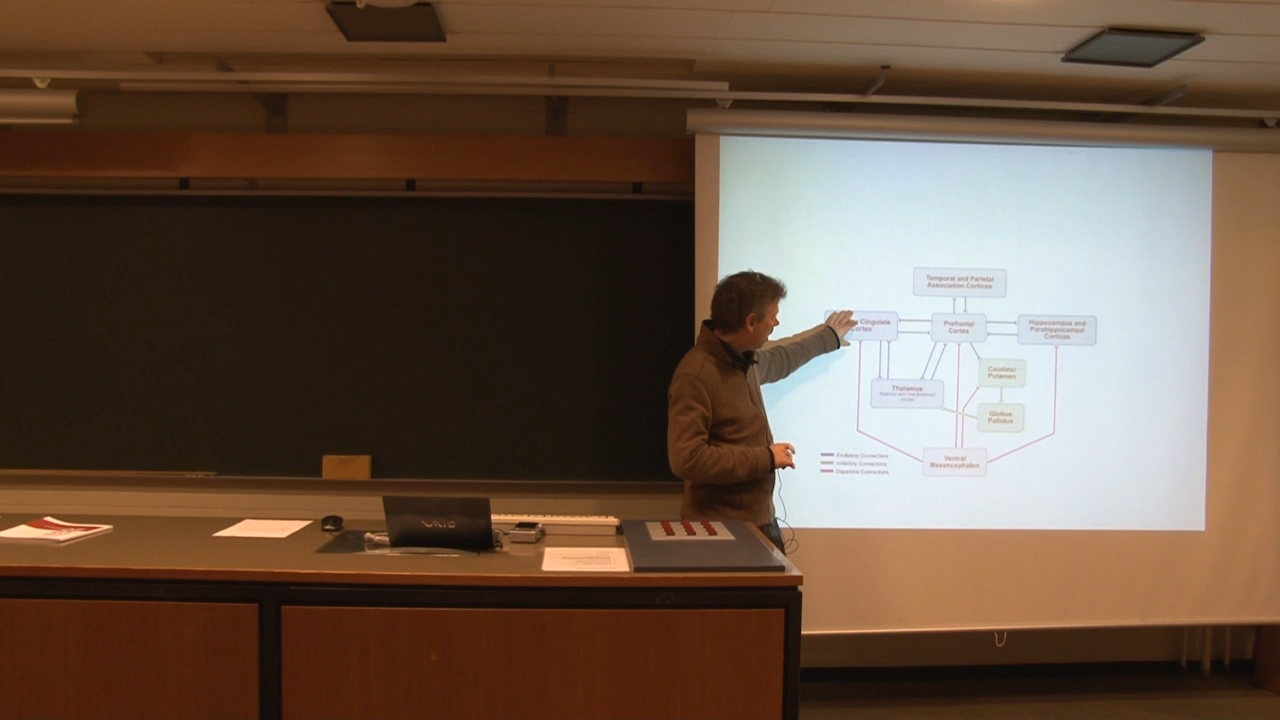 Temporal and Parietal
Association Cortices
Cingulate
Cortex
Prefrontal
Cortex
Hippocampus and
Parahippocampal
Cortices
Caudate/
Putamen
Thalamus
Globus
Pallidus
Ventral
Mesencephalon
Excitatory Connections
Inhibitory Connections
Dopamine Connections
VAIO